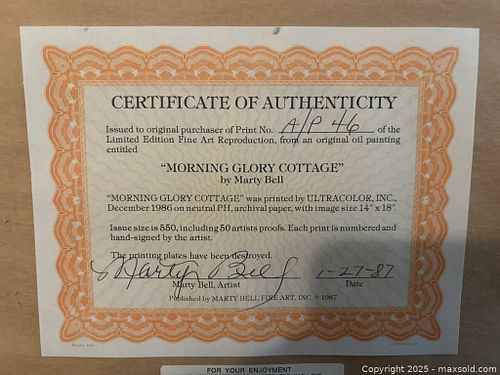 CERTIFICATE OF AUTHENTICITY
Issued to original purchaser of Print No. A/P 46 of the
Limited Edition Fine Art Reproduction, from an original oil painting
entitled
"MORNING GLORY COTTAGE"
by Marty Bell
"MORNING GLORY COTTAGE" was printed by ULTRACOLOR, INC.,
December 1986 on neutral PH, archival paper, with image size 14" x 18".
Issue size is 550, including 50 artists proofs. Each print is numbered and
hand-signed by the artist.
The printing plates have been destroyed.
Marty Bell 1-27-87
Marty Bell, Artist Date
Published by MARTY BELL FINE ART, INC. © 1987
FOR YOUR ENJOYMENT
Copyright © 2025 - maxsold.com